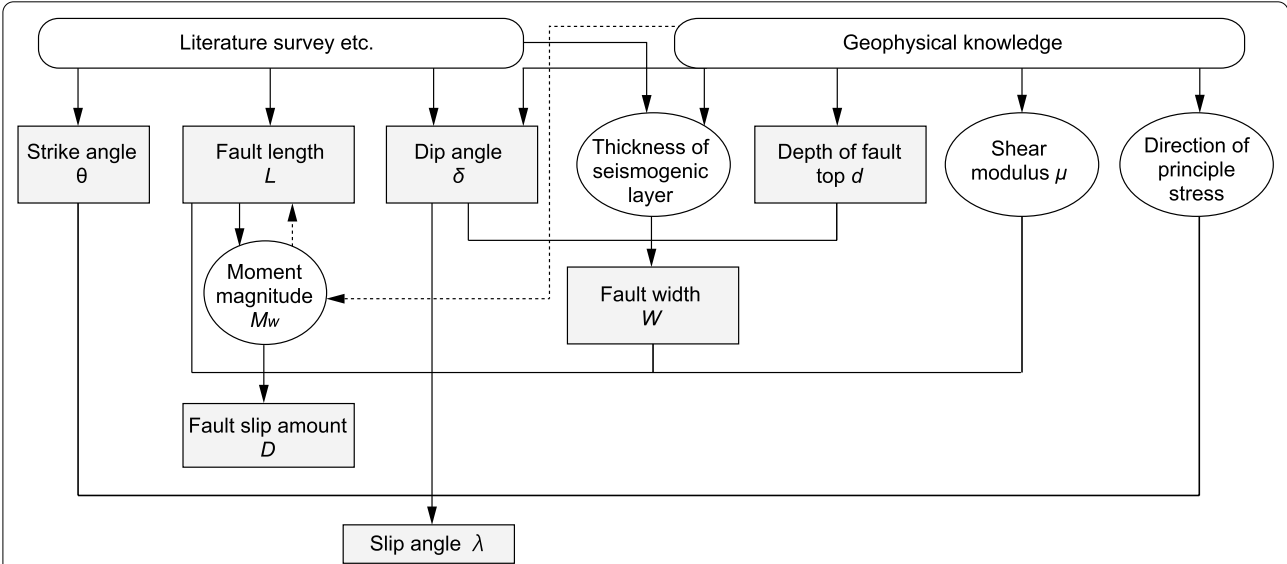 Literature survey etc.
Geophysical knowledge
Strike angle
θ
Fault length
L
Dip angle
δ
Thickness of
seismogenic
layer
Depth of fault
top d
Shear
modulus μ
Direction of
principle
stress
Moment
magnitude
Mw
Fault width
W
Fault slip amount
D
Slip angle λ